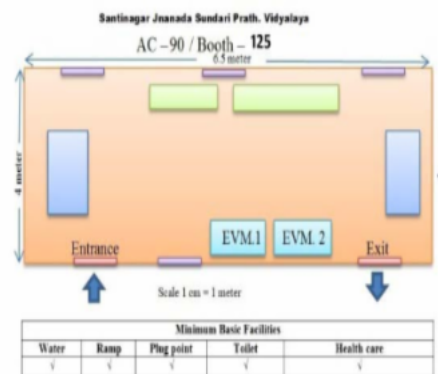 Santinagar Jnanada Sundari Prath. Vidyalaya
AC –90 / Booth – 125
6.5 meter
4 meter
EVM.1 EVM. 2
Entrance Exit
Scale 1 cm = 1 meter
Minimum Basic Facilities
Water Ramp Plug point Toilet Health care
√ √ √ √ √